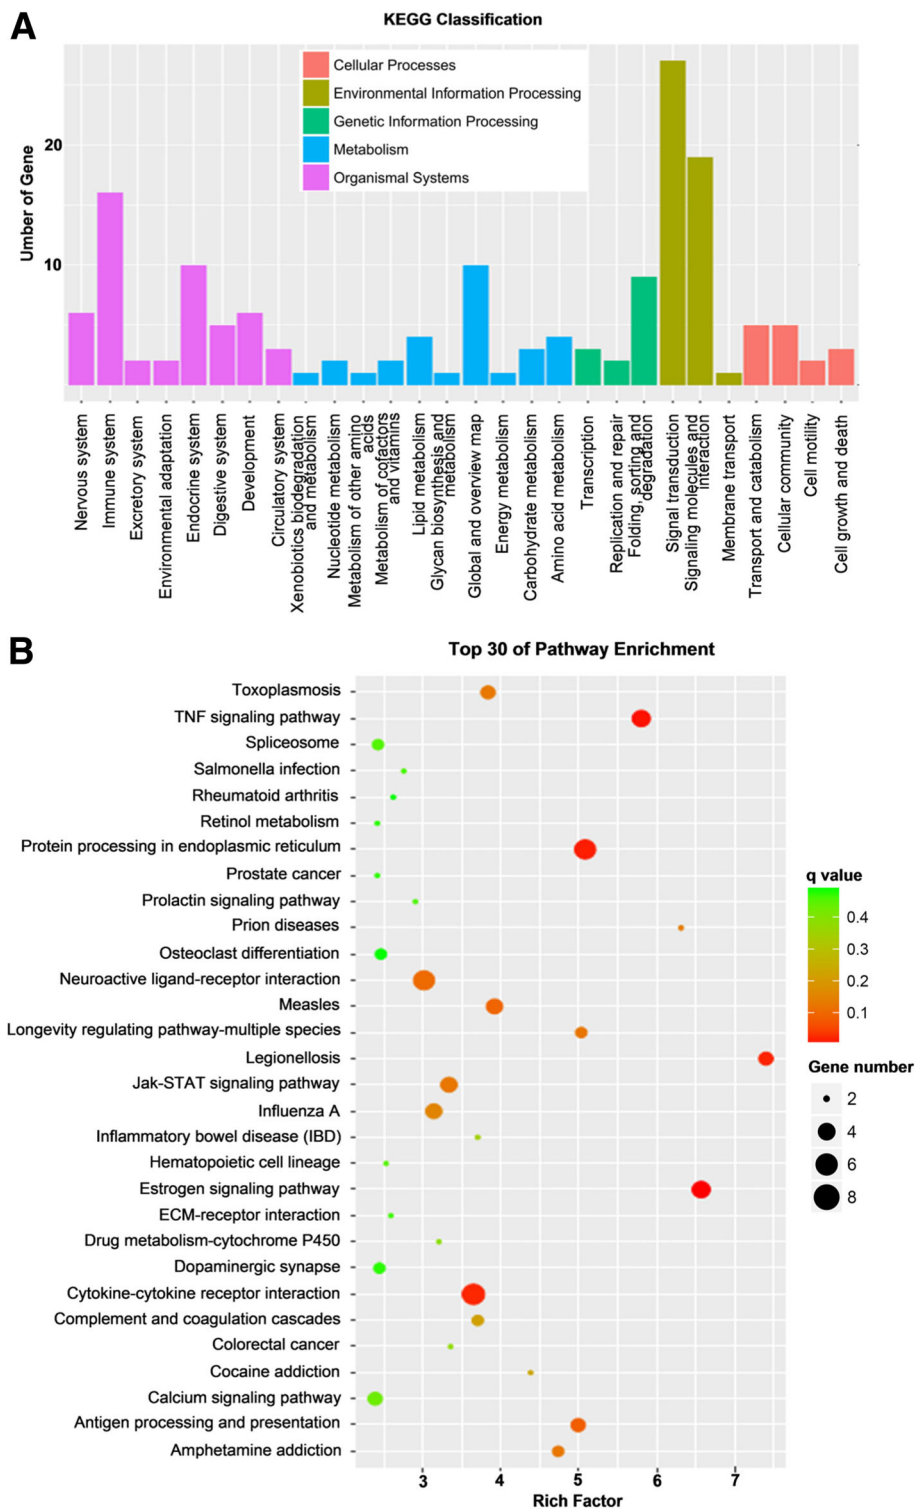 A
KEGG Classification
Cellular Processes
Environmental Information Processing
Genetic Information Processing
Metabolism
Organismal Systems
Umber of Gene
20
10
Nervous system
Immune system
Excretory system
Environmental adaptation
Endocrine system
Digestive system
Development
Circulatory system
Xenobiotics biodegradation
and metabolism
Nucleotide metabolism
Metabolism of other amino
acids
Metabolism of cofactors
and vitamins
Lipid metabolism
Glycan biosynthesis and
metabolism
Global and overview map
Energy metabolism
Carbohydrate metabolism
Amino acid metabolism
Transcription
Replication and repair
Folding, sorting and
degradation
Signal transduction
Signaling molecules and
interaction
Membrane transport
Transport and catabolism
Cellular community
Cell motility
Cell growth and death
B
Top 30 of Pathway Enrichment
Toxoplasmosis
TNF signaling pathway
Spliceosome
Salmonella infection
Rheumatoid arthritis
Retinol metabolism
Protein processing in endoplasmic reticulum
Prostate cancer
Prolactin signaling pathway
Prion diseases
Osteoclast differentiation
Neuroactive ligand-receptor interaction
Measles
Longevity regulating pathway-multiple species
Legionellosis
Jak-STAT signaling pathway
Influenza A
Inflammatory bowel disease (IBD)
Hematopoietic cell lineage
Estrogen signaling pathway
ECM-receptor interaction
Drug metabolism-cytochrome P450
Dopaminergic synapse
Cytokine-cytokine receptor interaction
Complement and coagulation cascades
Colorectal cancer
Cocaine addiction
Calcium signaling pathway
Antigen processing and presentation
Amphetamine addiction
3
4
5
6
7
Rich Factor
q value
0.4
0.3
0.2
0.1
Gene number
2
4
6
8